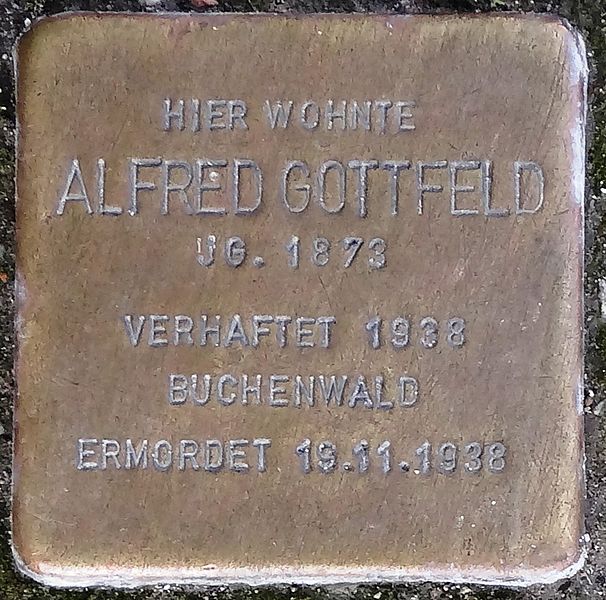 HIER WOHNTE
ALFRED GOTTFELD
JG. 1873
VERHAFTET 1938
BUCHENWALD
ERMORDET 19.11.1938